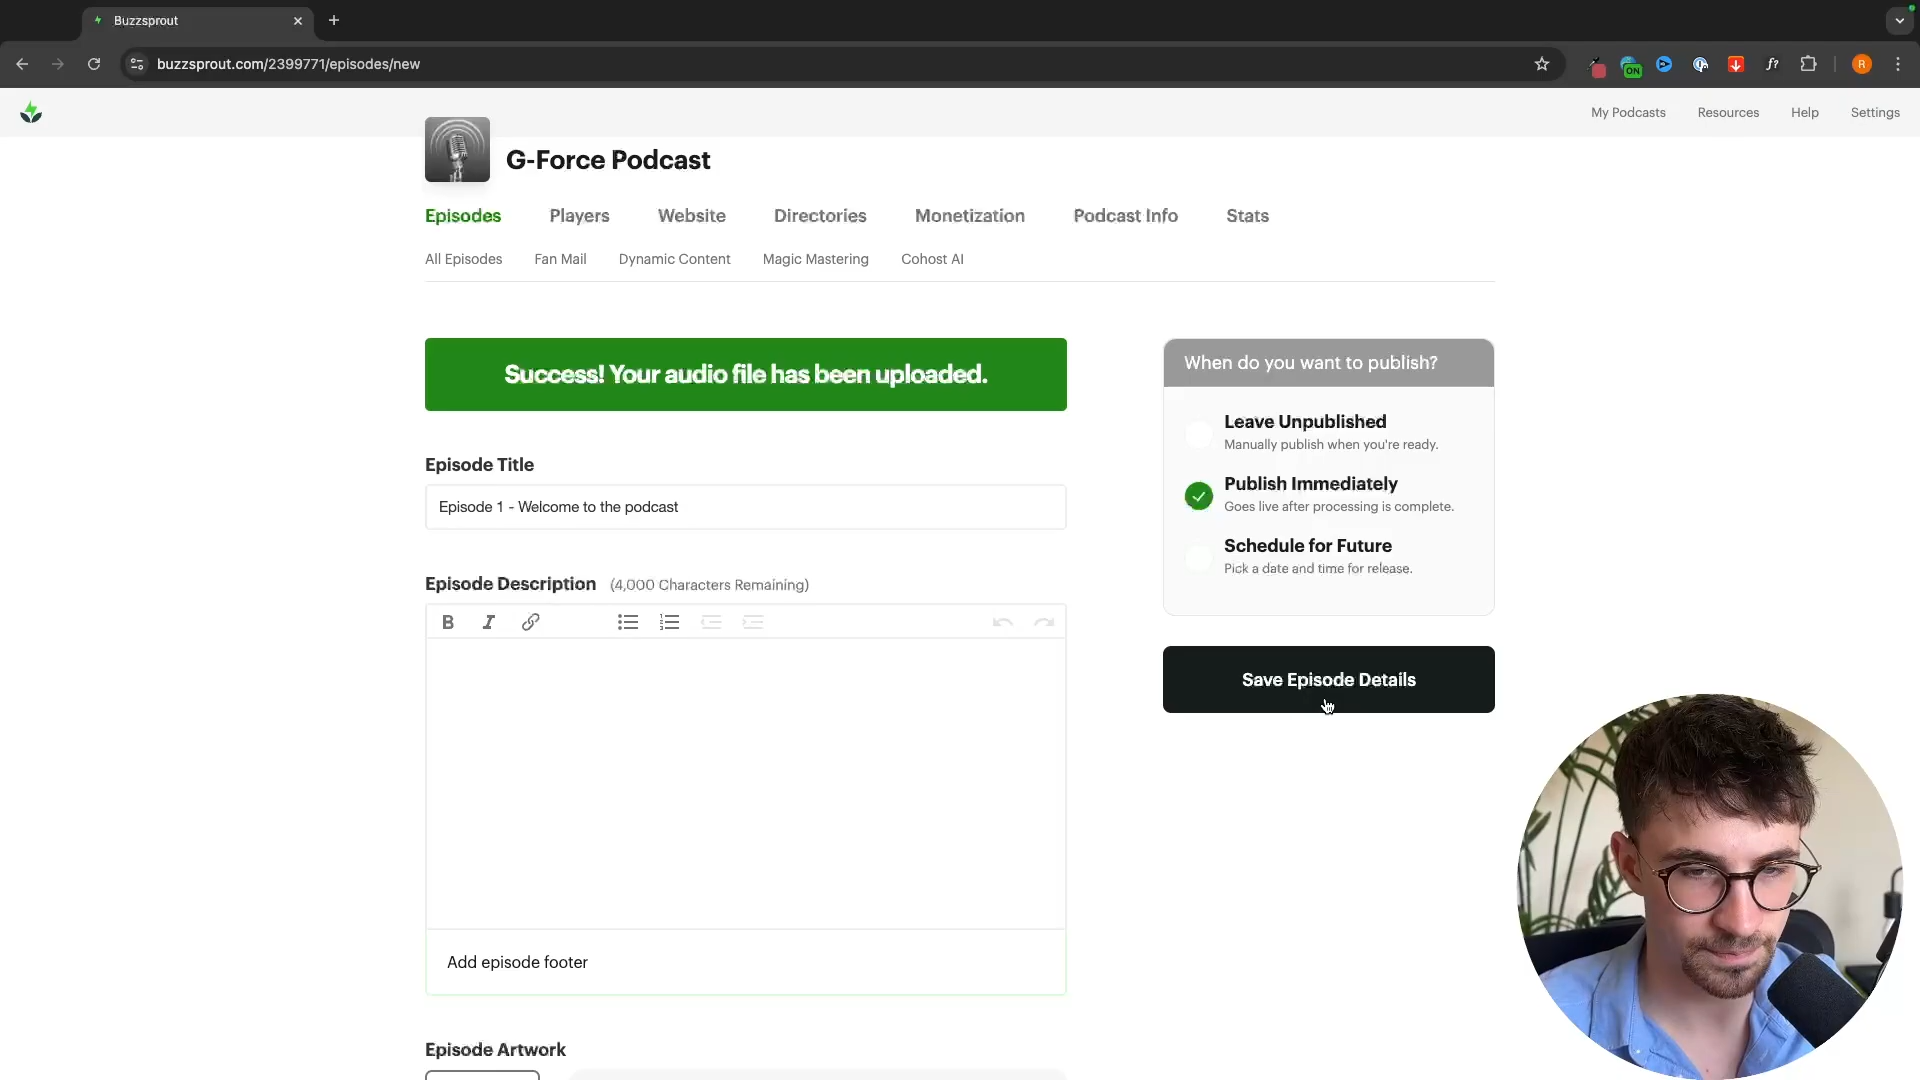 Buzzsprout
buzzsprout.com/2399771/episodes/new
ON
f?
R
My Podcasts
Resources
Help
Settings
G-Force Podcast
Episodes
Players
Website
Directories
Monetization
Podcast Info
Stats
All Episodes
Fan Mail
Dynamic Content
Magic Mastering
Cohost AI
Success! Your audio file has been uploaded.
Episode Title
Episode 1 - Welcome to the podcast
Episode Description (4,000 Characters Remaining)
B I
Add episode footer
Episode Artwork
When do you want to publish?
Leave Unpublished
Manually publish when you're ready.
Publish Immediately
Goes live after processing is complete.
Schedule for Future
Pick a date and time for release.
Save Episode Details